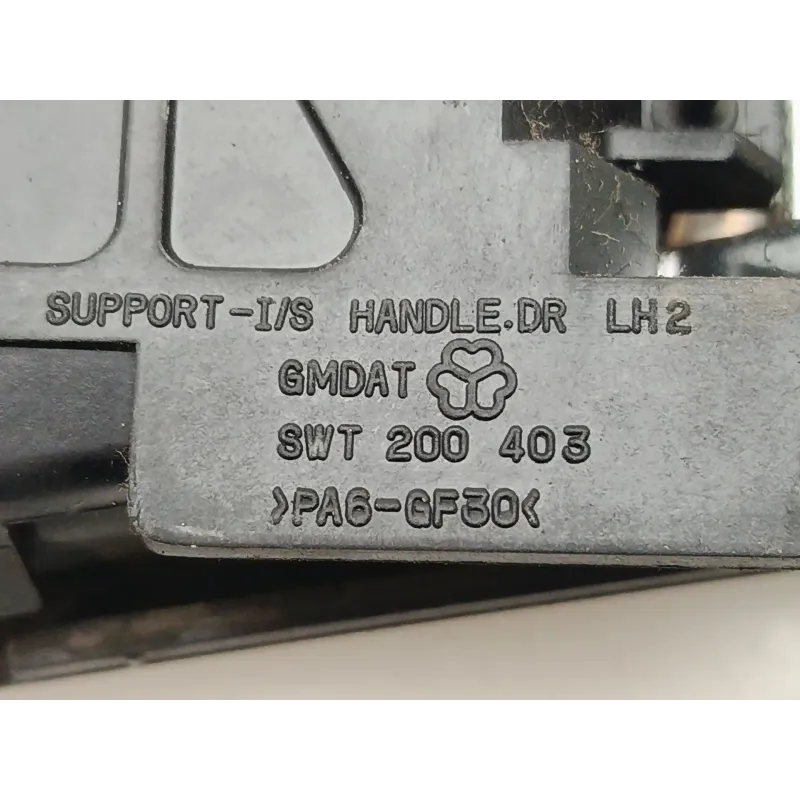 SUPPORT-I/S HANDLE.DR LH2
GMDAT
SWT 200 403
>PA6-GF30<